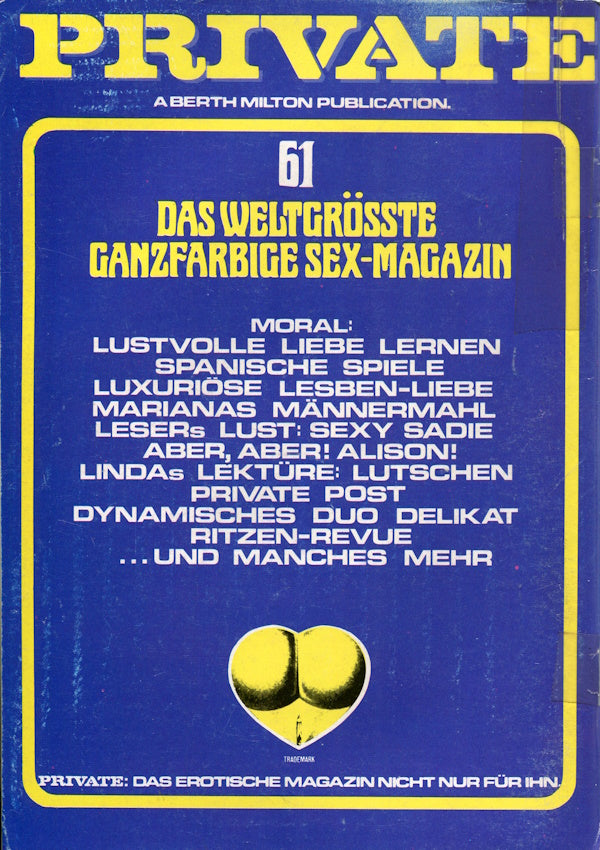 PRIVATE
A BERTH MILTON PUBLICATION.
61
DAS WELTGRÖSSTE
GANZFARBIGE SEX-MAGAZIN
MORAL:
LUSTVOLLE LIEBE LERNEN
SPANISCHE SPIELE
LUXURIÖSE LESBEN-LIEBE
MARIANAS MÄNNERMAHL
LESERs LUST: SEXY SADIE
ABER, ABER! ALISON!
LINDAs LEKTÜRE: LUTSCHEN
PRIVATE POST
DYNAMISCHES DUO DELIKAT
RITZEN-REVUE
...UND MANCHES MEHR
TRADEMARK
PRIVATE: DAS EROTISCHE MAGAZIN NICHT NUR FÜR IHN.